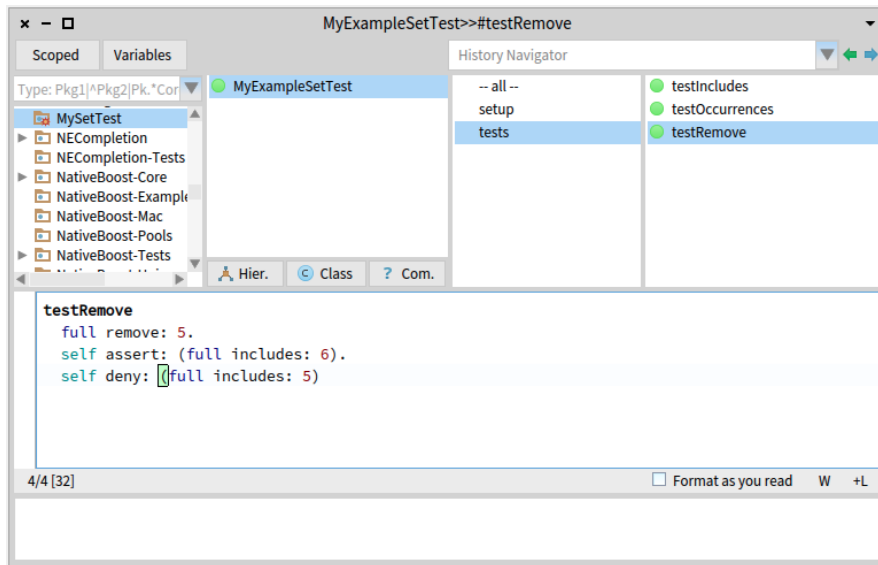 MyExampleSetTest>>#testRemove
Scoped Variables History Navigator
Type: Pkg1|^Pkg2|Pk.*Cor
MySetTest
NECompletion
NECompletion-Tests
NativeBoost-Core
NativeBoost-Example
NativeBoost-Mac
NativeBoost-Pools
NativeBoost-Tests
MyExampleSetTest
Hier. Class ? Com.
-- all --
setup
tests
testIncludes
testOccurrences
testRemove
testRemove
full remove: 5.
self assert: (full includes: 6).
self deny: (full includes: 5)
4/4 [32] Format as you read W +L